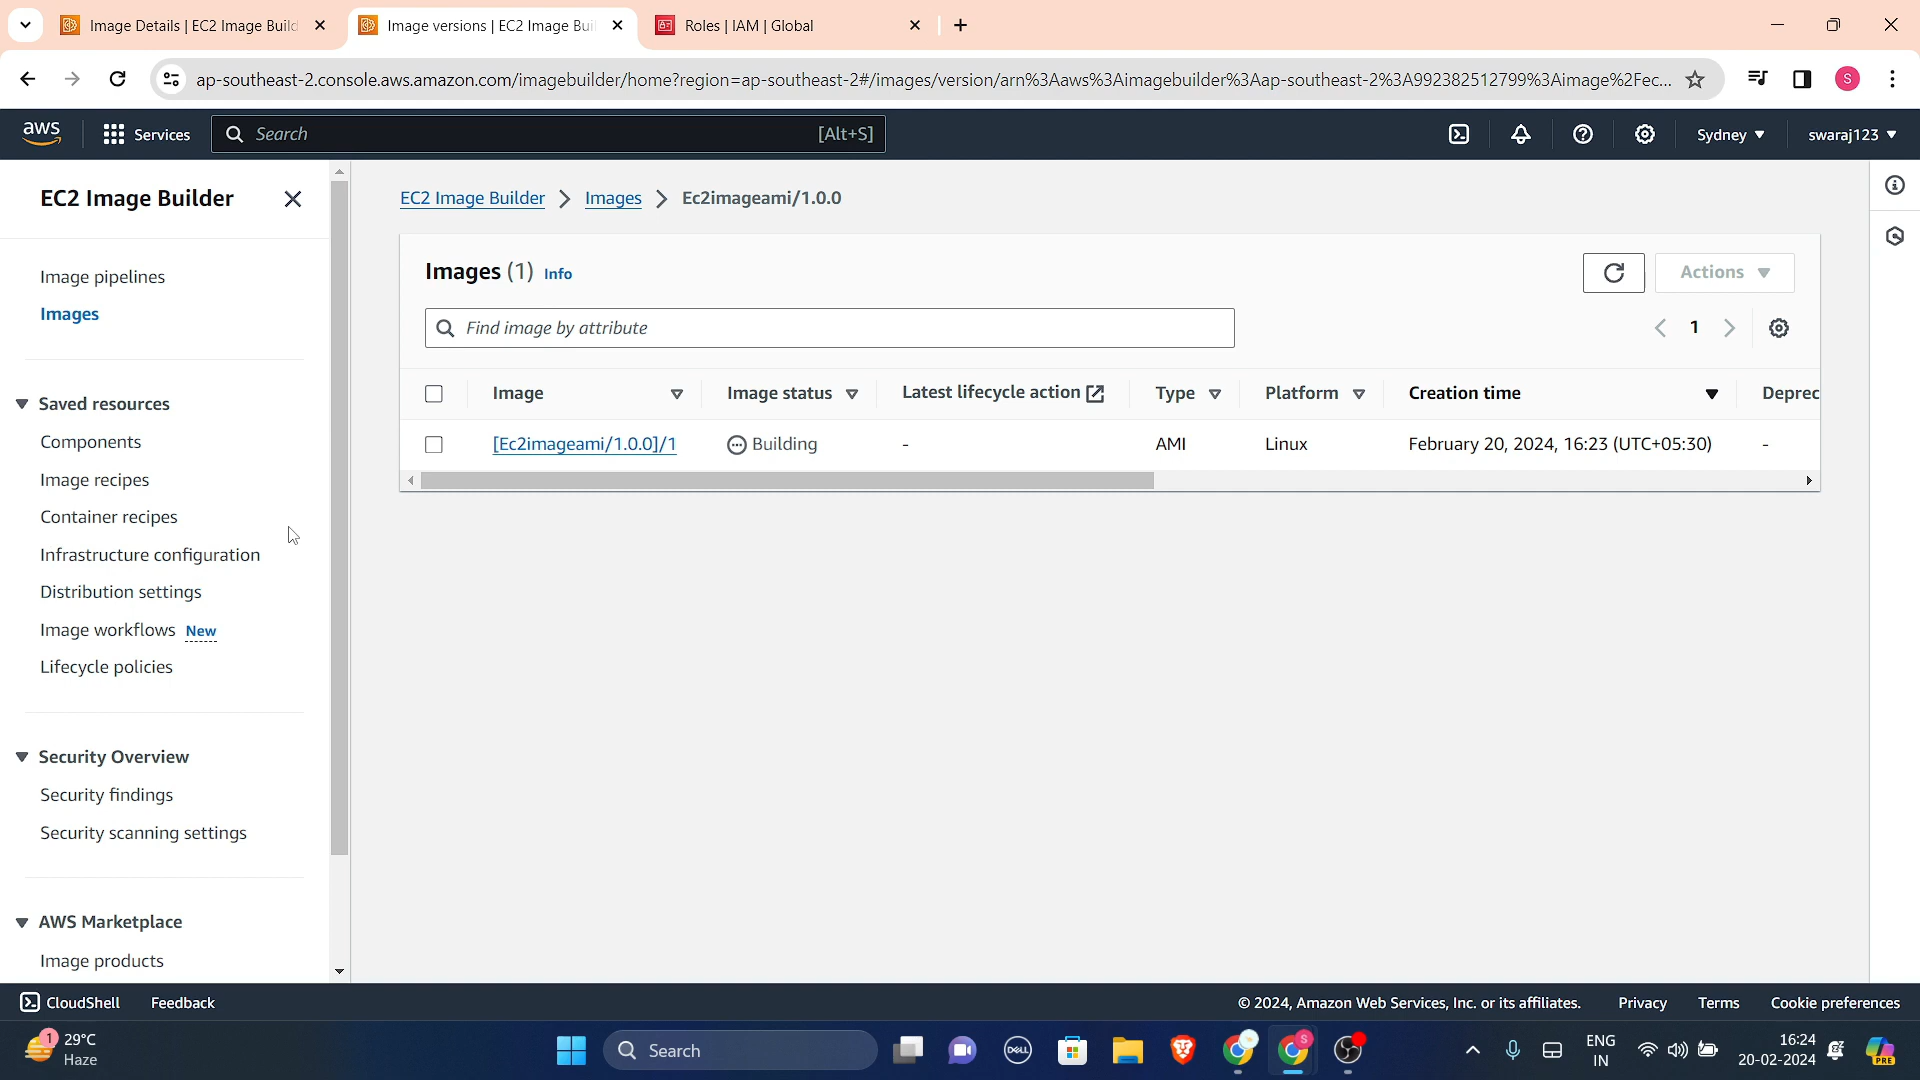 Image Details | EC2 Image Build
Image versions | EC2 Image Bui
Roles | IAM | Global
ap-southeast-2.console.aws.amazon.com/imagebuilder/home?region=ap-southeast-2#/images/version/arn%3Aaws%3Aimagebuilder%3Aap-southeast-2%3A992382512799%3Aimage%2Fec...
S
aws
Services
Search
[Alt+S]
Sydney
swaraj123
EC2 Image Builder
Image pipelines
Images
Saved resources
Components
Image recipes
Container recipes
Infrastructure configuration
Distribution settings
Image workflows New
Lifecycle policies
Security Overview
Security findings
Security scanning settings
AWS Marketplace
Image products
EC2 Image Builder > Images > Ec2imageami/1.0.0
Images (1) Info
Actions
Find image by attribute
1
Image
Image status
Latest lifecycle action
Type
Platform
Creation time
Deprec
[Ec2imageami/1.0.0]/1
Building
-
AMI
Linux
February 20, 2024, 16:23 (UTC+05:30)
-
CloudShell
Feedback
© 2024, Amazon Web Services, Inc. or its affiliates.
Privacy
Terms
Cookie preferences
1
29°C
Haze
Search
DELL
S
ENG
IN
16:24
20-02-2024
PRE